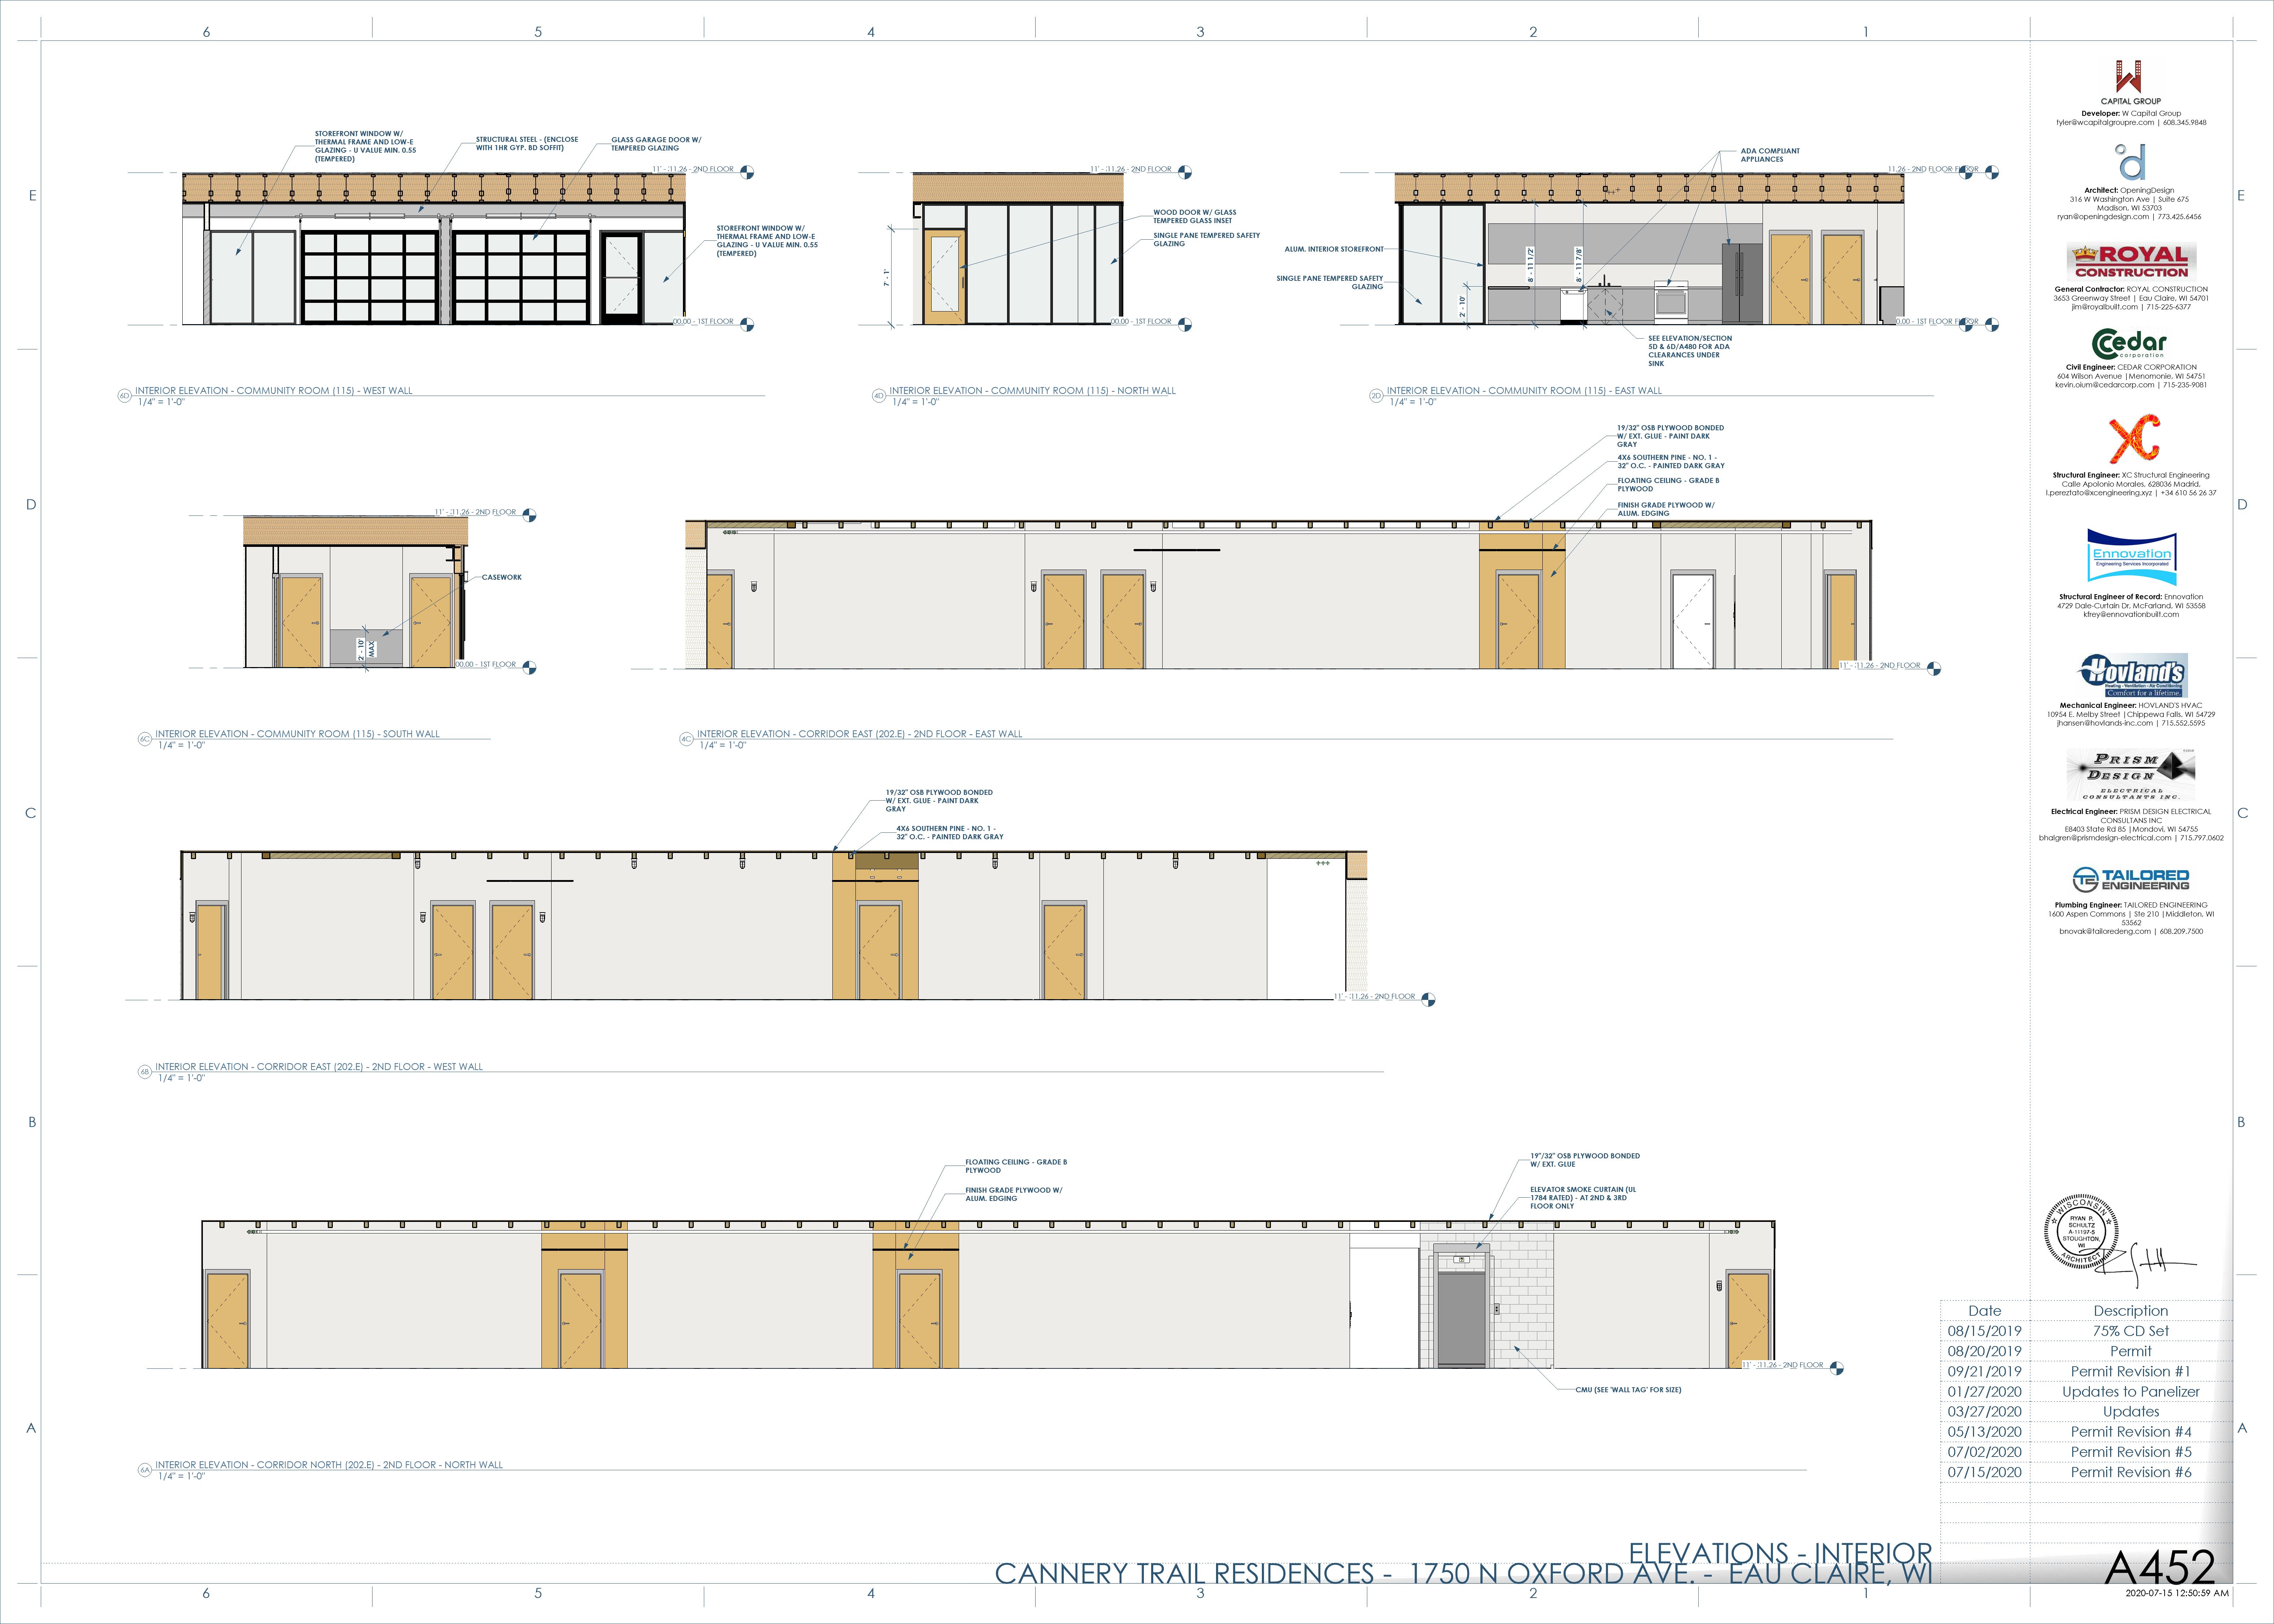 6 5 4 3 2 1
E
D
C
B
A
STOREFRONT WINDOW W/
THERMAL FRAME AND LOW-E
GLAZING - U VALUE MIN. 0.55
(TEMPERED)
STRUCTURAL STEEL - (ENCLOSE
WITH 1HR GYP. BD SOFFIT)
GLASS GARAGE DOOR W/
TEMPERED GLAZING
11' - 11.26 - 2ND FLOOR
STOREFRONT WINDOW W/
THERMAL FRAME AND LOW-E
GLAZING - U VALUE MIN. 0.55
(TEMPERED)
00.00 - 1ST FLOOR
6D INTERIOR ELEVATION - COMMUNITY ROOM (115) - WEST WALL
1/4" = 1'-0"
11' - 11.26 - 2ND FLOOR
WOOD DOOR W/ GLASS
TEMPERED GLASS INSET
SINGLE PANE TEMPERED SAFETY
GLAZING
7' - 1"
00.00 - 1ST FLOOR
4D INTERIOR ELEVATION - COMMUNITY ROOM (115) - NORTH WALL
1/4" = 1'-0"
ADA COMPLIANT
APPLIANCES
11.26 - 2ND FLOOR
ALUM. INTERIOR STOREFRONT
SINGLE PANE TEMPERED SAFETY
GLAZING
2' - 10"
8' - 11 1/2"
8' - 11 7/8"
0.00 - 1ST FLOOR
SEE ELEVATION/SECTION
5D & 6D/A480 FOR ADA
CLEARANCES UNDER
SINK
2D INTERIOR ELEVATION - COMMUNITY ROOM (115) - EAST WALL
1/4" = 1'-0"
11' - 11.26 - 2ND FLOOR
CASEWORK
2' - 10"
MAX
00.00 - 1ST FLOOR
6C INTERIOR ELEVATION - COMMUNITY ROOM (115) - SOUTH WALL
1/4" = 1'-0"
19/32" OSB PLYWOOD BONDED
W/ EXT. GLUE - PAINT DARK
GRAY
4X6 SOUTHERN PINE - NO. 1 -
32" O.C. - PAINTED DARK GRAY
FLOATING CEILING - GRADE B
PLYWOOD
FINISH GRADE PLYWOOD W/
ALUM. EDGING
11' - 11.26 - 2ND FLOOR
4C INTERIOR ELEVATION - CORRIDOR EAST (202.E) - 2ND FLOOR - EAST WALL
1/4" = 1'-0"
19/32" OSB PLYWOOD BONDED
W/ EXT. GLUE - PAINT DARK
GRAY
4X6 SOUTHERN PINE - NO. 1 -
32" O.C. - PAINTED DARK GRAY
11' - 11.26 - 2ND FLOOR
6B INTERIOR ELEVATION - CORRIDOR EAST (202.E) - 2ND FLOOR - WEST WALL
1/4" = 1'-0"
FLOATING CEILING - GRADE B
PLYWOOD
FINISH GRADE PLYWOOD W/
ALUM. EDGING
19"/32" OSB PLYWOOD BONDED
W/ EXT. GLUE
ELEVATOR SMOKE CURTAIN (UL
1784 RATED) - AT 2ND & 3RD
FLOOR ONLY
11' - 11.26 - 2ND FLOOR
CMU (SEE 'WALL TAG' FOR SIZE)
6A INTERIOR ELEVATION - CORRIDOR NORTH (202.E) - 2ND FLOOR - NORTH WALL
1/4" = 1'-0"
CAPITAL GROUP
Developer: W Capital Group
tyler@wcapitalgroupre.com | 608.345.9848
Architect: OpeningDesign
316 W Washington Ave | Suite 675
Madison, WI 53703
ryan@openingdesign.com | 773.425.6456
ROYAL
CONSTRUCTION
General Contractor: ROYAL CONSTRUCTION
3653 Greenway Street | Eau Claire, WI 54701
jim@royalbuilt.com | 715-225-6377
Cedar
corporation
Civil Engineer: CEDAR CORPORATION
604 Wilson Avenue |Menomonie, WI 54751
kevin.oium@cedarcorp.com | 715-235-9081
XC
Structural Engineer: XC Structural Engineering
Calle Apolonio Morales, 628036 Madrid,
l.pereztato@xcengineering.xyz | +34 610 56 26 37
Ennovation
Engineering Services Incorporated
Structural Engineer of Record: Ennovation
4729 Dale-Curtain Dr, McFarland, WI 53558
kfrey@ennovationbuilt.com
Hovland's
Heating - Ventilation - Air Conditioning
Comfort for a lifetime.
Mechanical Engineer: HOVLAND'S HVAC
10954 E. Melby Street |Chippewa Falls, WI 54729
jhansen@hovlands-inc.com | 715.552.5595
PRISM
DESIGN
ELECTRICAL
CONSULTANTS INC.
Electrical Engineer: PRISM DESIGN ELECTRICAL
CONSULTANS INC
E8403 State Rd 85 |Mondovi, WI 54755
bhalgren@prismdesign-electrical.com | 715.797.0602
TE TAILORED
ENGINEERING
Plumbing Engineer: TAILORED ENGINEERING
1600 Aspen Commons | Ste 210 |Middleton, WI
53562
bnovak@tailoredeng.com | 608.209.7500
WISCONSIN
RYAN P.
SCHULTZ
A-11197-5
STOUGHTON,
WI
ARCHITECT
Date Description
08/15/2019 75% CD Set
08/20/2019 Permit
09/21/2019 Permit Revision #1
01/27/2020 Updates to Panelizer
03/27/2020 Updates
05/13/2020 Permit Revision #4
07/02/2020 Permit Revision #5
07/15/2020 Permit Revision #6
ELEVATIONS - INTERIOR
CANNERY TRAIL RESIDENCES - 1750 N OXFORD AVE. - EAU CLAIRE, WI
A452
2020-07-15 12:50:59 AM
6 5 4 3 2 1
E
D
C
B
A